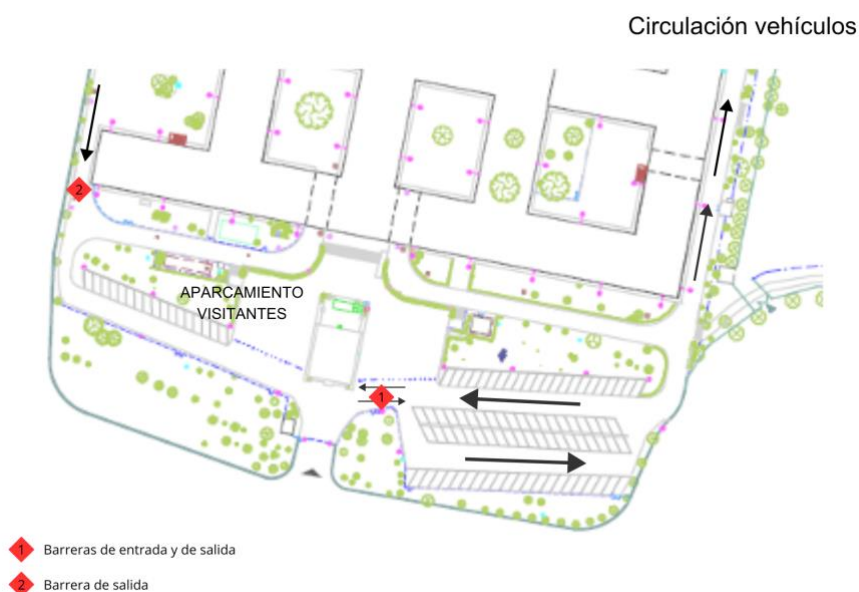 Circulación vehículos
2
APARCAMIENTO
VISITANTES
1
1 Barreras de entrada y de salida
2 Barrera de salida